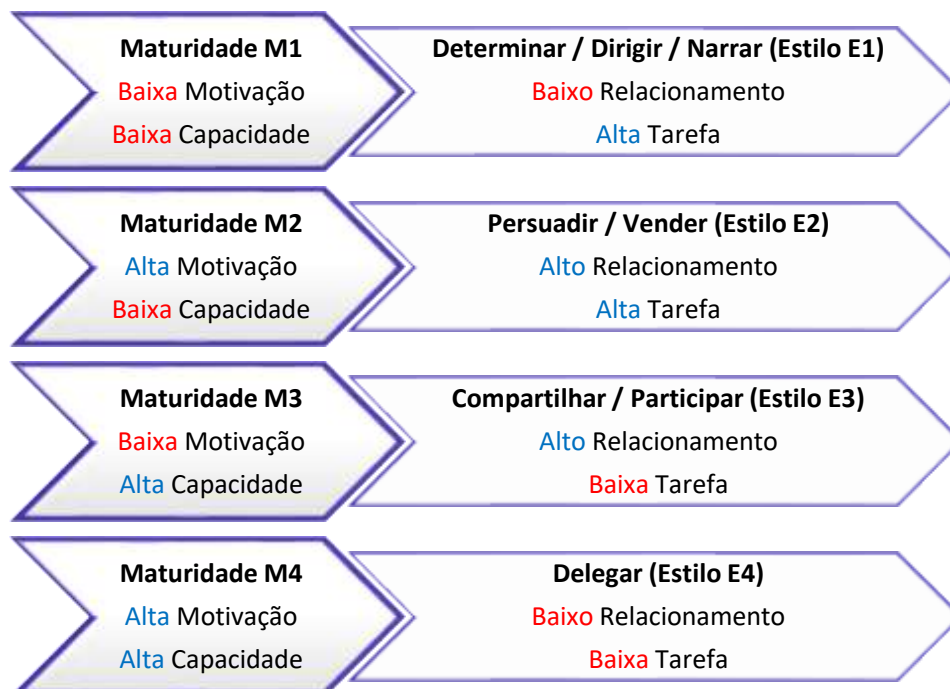 Maturidade M1
Baixa Motivação
Baixa Capacidade
Determinar / Dirigir / Narrar (Estilo E1)
Baixo Relacionamento
Alta Tarefa
Maturidade M2
Alta Motivação
Baixa Capacidade
Persuadir / Vender (Estilo E2)
Alto Relacionamento
Alta Tarefa
Maturidade M3
Baixa Motivação
Alta Capacidade
Compartilhar / Participar (Estilo E3)
Alto Relacionamento
Baixa Tarefa
Maturidade M4
Alta Motivação
Alta Capacidade
Delegar (Estilo E4)
Baixo Relacionamento
Baixa Tarefa